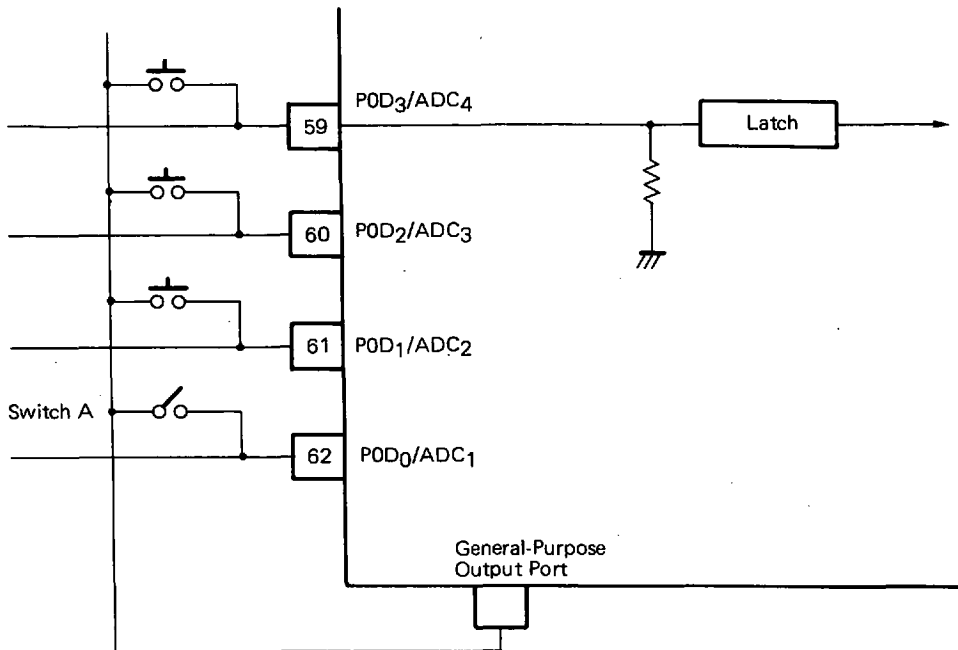 P0D3/ADC4
59
Latch
60
P0D2/ADC3
61
P0D1/ADC2
Switch A
62
P0D0/ADC1
General-Purpose
Output Port